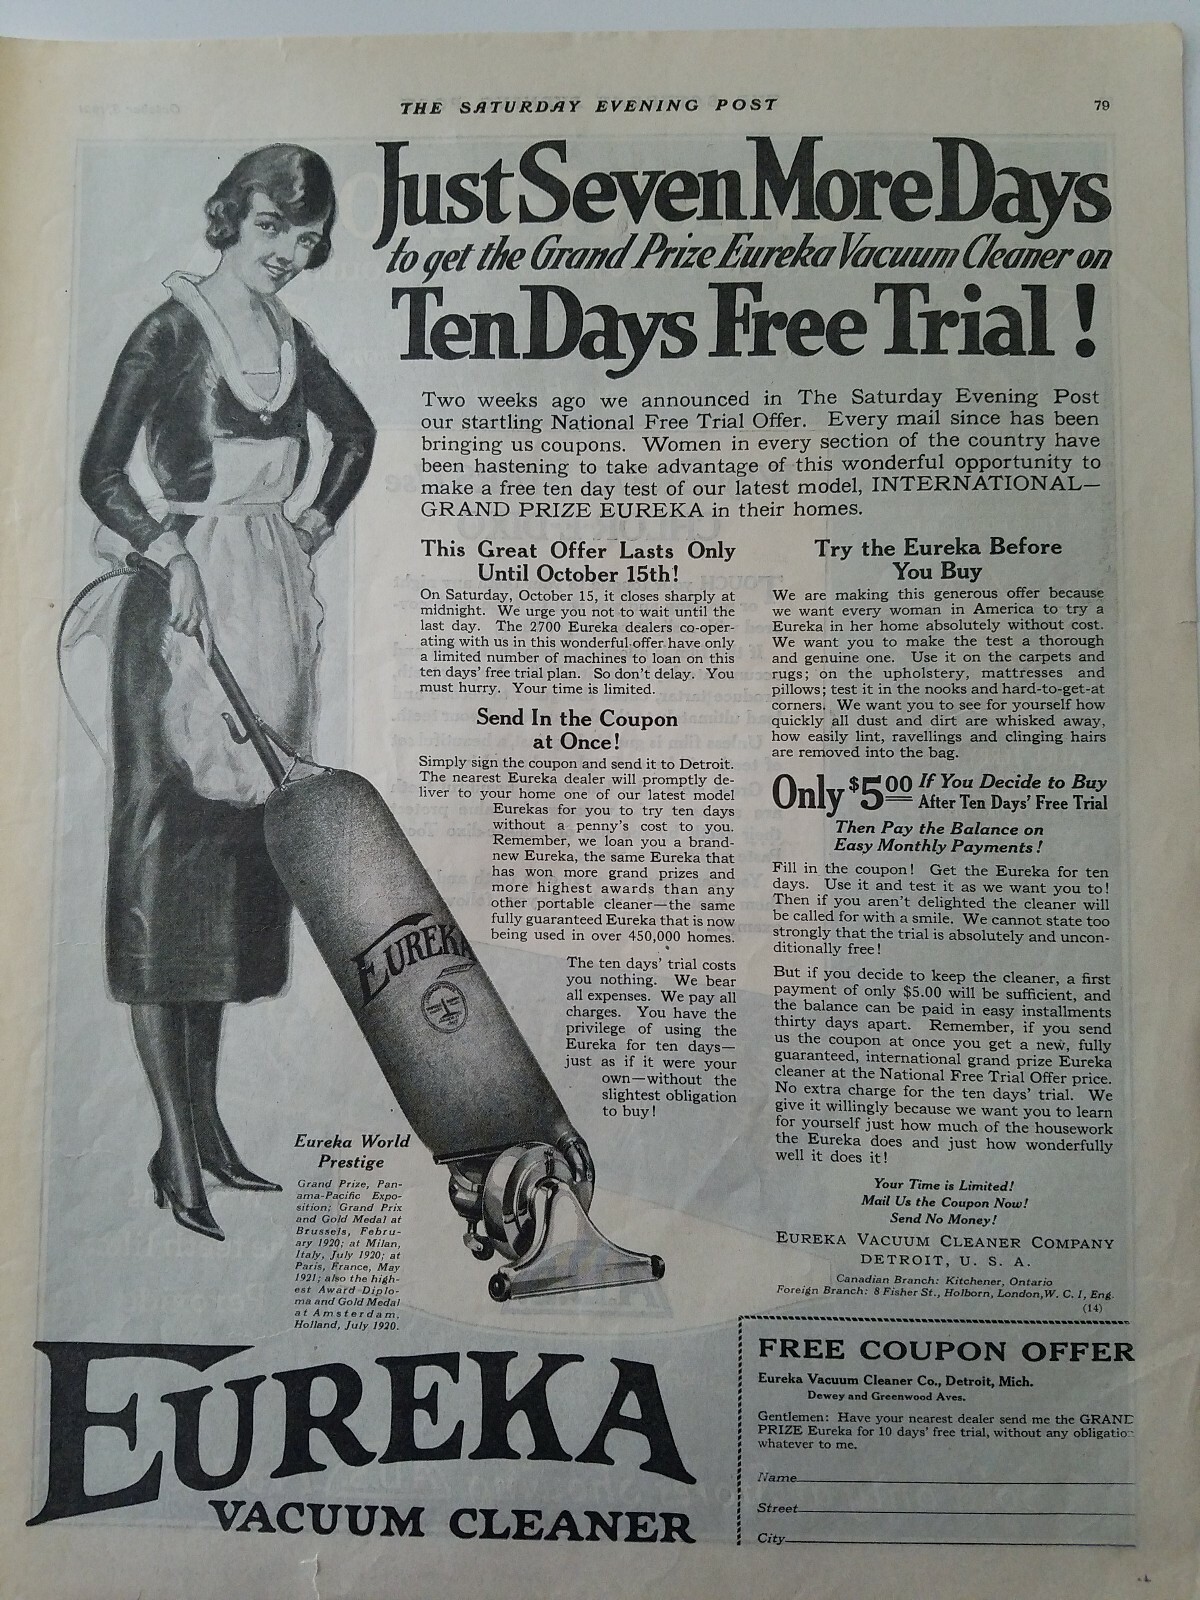 THE SATURDAY EVENING POST
79
Just Seven More Days
to get the Grand Prize Eureka Vacuum Cleaner on
Ten Days Free Trial!
Two weeks ago we announced in The Saturday Evening Post
our startling National Free Trial Offer. Every mail since has been
bringing us coupons. Women in every section of the country have
been hastening to take advantage of this wonderful opportunity to
make a free ten day test of our latest model, INTERNATIONAL—
GRAND PRIZE EUREKA in their homes.
This Great Offer Lasts Only
Until October 15th!
On Saturday, October 15, it closes sharply at
midnight. We urge you not to wait until the
last day. The 2700 Eureka dealers co-oper-
ating with us in this wonderful offer have only
a limited number of machines to loan on this
ten days' free trial plan. So don't delay. You
must hurry. Your time is limited.
Send In the Coupon
at Once!
Simply sign the coupon and send it to Detroit.
The nearest Eureka dealer will promptly de-
liver to your home one of our latest model
Eurekas for you to try ten days
without a penny's cost to you.
Remember, we loan you a brand-
new Eureka, the same Eureka that
has won more grand prizes and
more highest awards than any
other portable cleaner—the same
fully guaranteed Eureka that is now
being used in over 450,000 homes.
The ten days' trial costs
you nothing. We bear
all expenses. We pay all
charges. You have the
privilege of using the
Eureka for ten days—
just as if it were your
own—without the
slightest obligation
to buy!
Try the Eureka Before
You Buy
We are making this generous offer because
we want every woman in America to try a
Eureka in her home absolutely without cost.
We want you to make the test a thorough
and genuine one. Use it on the carpets and
rugs; on the upholstery, mattresses and
pillows; test it in the nooks and hard-to-get-at
corners. We want you to see for yourself how
quickly all dust and dirt are whisked away,
how easily lint, ravellings and clinging hairs
are removed into the bag.
Only $5.00 If You Decide to Buy
After Ten Days' Free Trial
Then Pay the Balance on
Easy Monthly Payments!
Fill in the coupon! Get the Eureka for ten
days. Use it and test it as we want you to!
Then if you aren't delighted the cleaner will
be called for with a smile. We cannot state too
strongly that the trial is absolutely and uncon-
ditionally free!
But if you decide to keep the cleaner, a first
payment of only $5.00 will be sufficient, and
the balance can be paid in easy installments
thirty days apart. Remember, if you send
us the coupon at once you get a new, fully
guaranteed, international grand prize Eureka
cleaner at the National Free Trial Offer price.
No extra charge for the ten days' trial. We
give it willingly because we want you to learn
for yourself just how much of the housework
the Eureka does and just how wonderfully
well it does it!
Your Time is Limited!
Mail Us the Coupon Now!
Send No Money!
EUREKA VACUUM CLEANER COMPANY
DETROIT, U. S. A.
Canadian Branch: Kitchener, Ontario
Foreign Branch: 8 Fisher St., Holborn, London, W. C. 1, Eng.
(14)
EUREKA
Eureka World
Prestige
Grand Prize, Pan-
ama-Pacific Expo-
sition; Grand Prix
and Gold Medal at
Brussels, Febru-
ary 1920; at Milan,
Italy, July 1920; at
Paris, France, May
1921; also the high-
est Award Diplo-
ma and Gold Medal
at Amsterdam,
Holland, July 1920.
EUREKA
VACUUM CLEANER
FREE COUPON OFFER
Eureka Vacuum Cleaner Co., Detroit, Mich.
Dewey and Greenwood Aves.
Gentlemen: Have your nearest dealer send me the GRAND
PRIZE Eureka for 10 days' free trial, without any obligation
whatever to me.
Name
Street
City